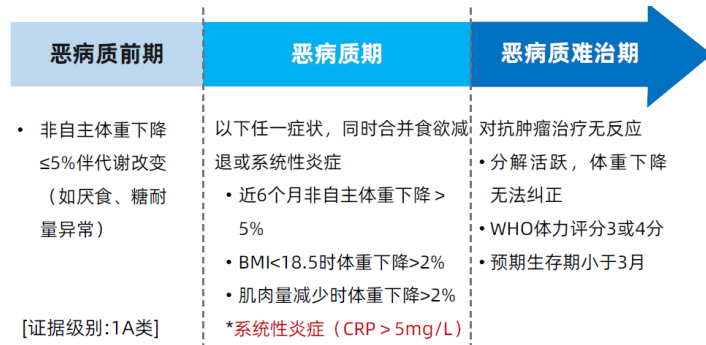 恶病质前期
恶病质期
恶病质难治期
• 非自主体重下降
≤5%伴代谢改变
（如厌食、糖耐
量异常）
[证据级别:1A类]
以下任一症状，同时合并食欲减
退或系统性炎症
• 近6个月非自主体重下降＞
5%
• BMI<18.5时体重下降>2%
• 肌肉量减少时体重下降>2%
*系统性炎症（CRP＞5mg/L）
对抗肿瘤治疗无反应
• 分解活跃，体重下降
无法纠正
• WHO体力评分3或4分
• 预期生存期小于3月